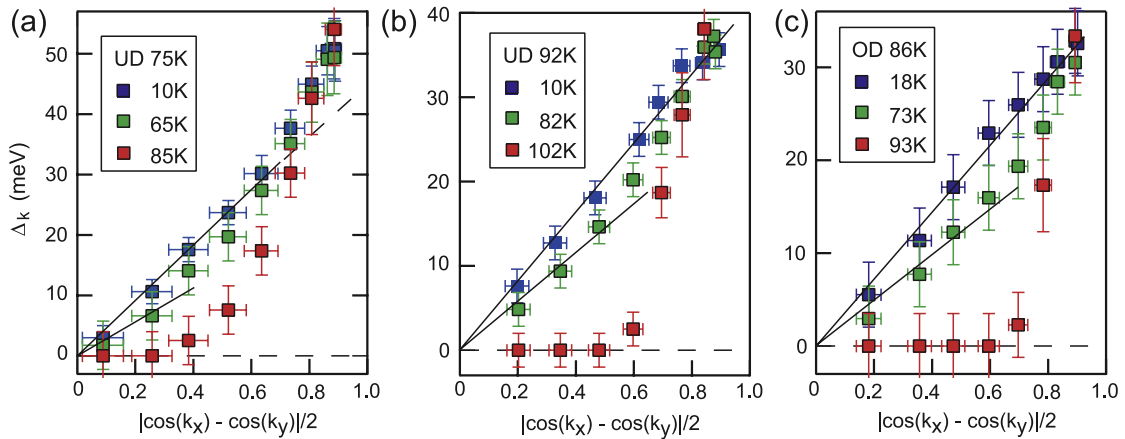 (a)
UD 75K
10K
65K
85K
Δk (meV)
50
40
30
20
10
0
0 0.2 0.4 0.6 0.8 1.0
|cos(kx) - cos(ky)|/2
(b)
UD 92K
10K
82K
102K
40
30
20
10
0
0 0.2 0.4 0.6 0.8 1.0
|cos(kx) - cos(ky)|/2
(c)
OD 86K
18K
73K
93K
30
20
10
0
0 0.2 0.4 0.6 0.8 1.0
|cos(kx) - cos(ky)|/2